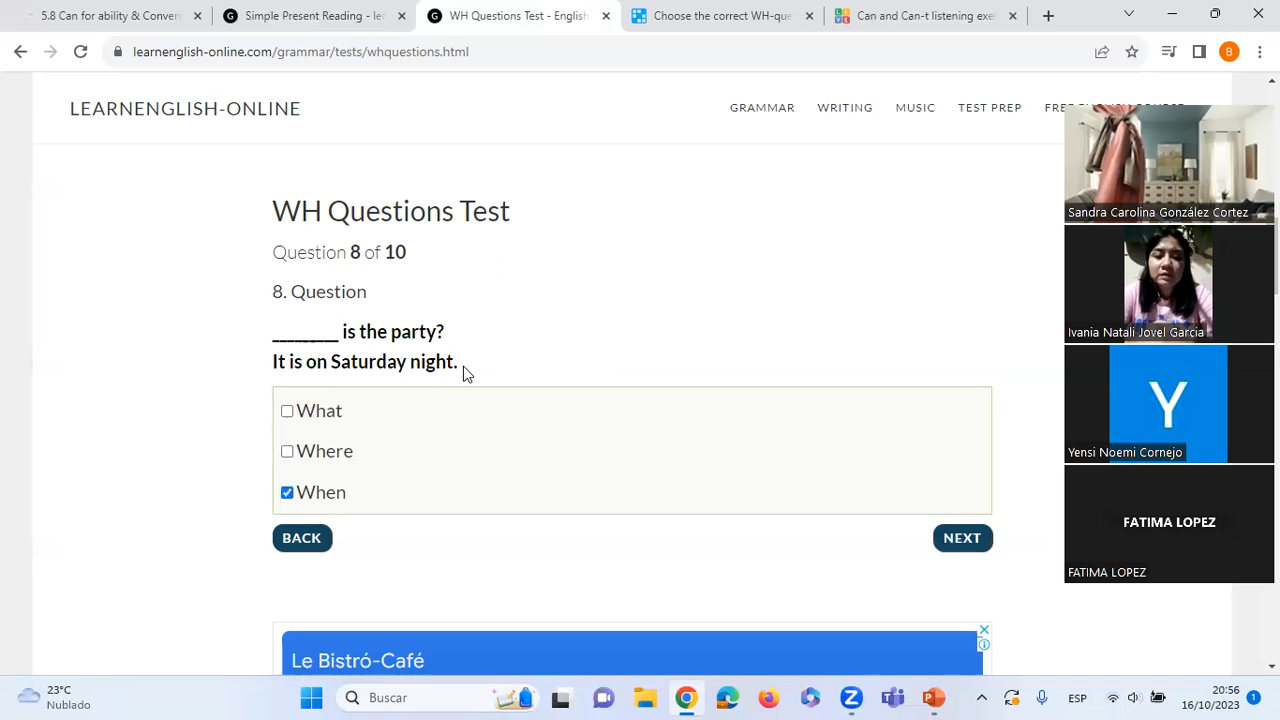 5.8 Can for ability & Convers
Simple Present Reading - Exe
WH Questions Test - English
Choose the correct WH-que
Can and Can-t listening exe
learnenglish-online.com/grammar/tests/whquestions.html
B
LEARNENGLISH-ONLINE
GRAMMAR
WRITING
MUSIC
TEST PREP
WH Questions Test
Question 8 of 10
8. Question
_________ is the party?
It is on Saturday night.
What
Where
When
BACK
NEXT
Le Bistró-Café
Sandra Carolina González Cortez
Ivania Natali Jovel Garcia
Y
Yensi Noemi Cornejo
FATIMA LOPEZ
FATIMA LOPEZ
23°C
Nublado
Buscar
ESP
20:56
16/10/2023
1